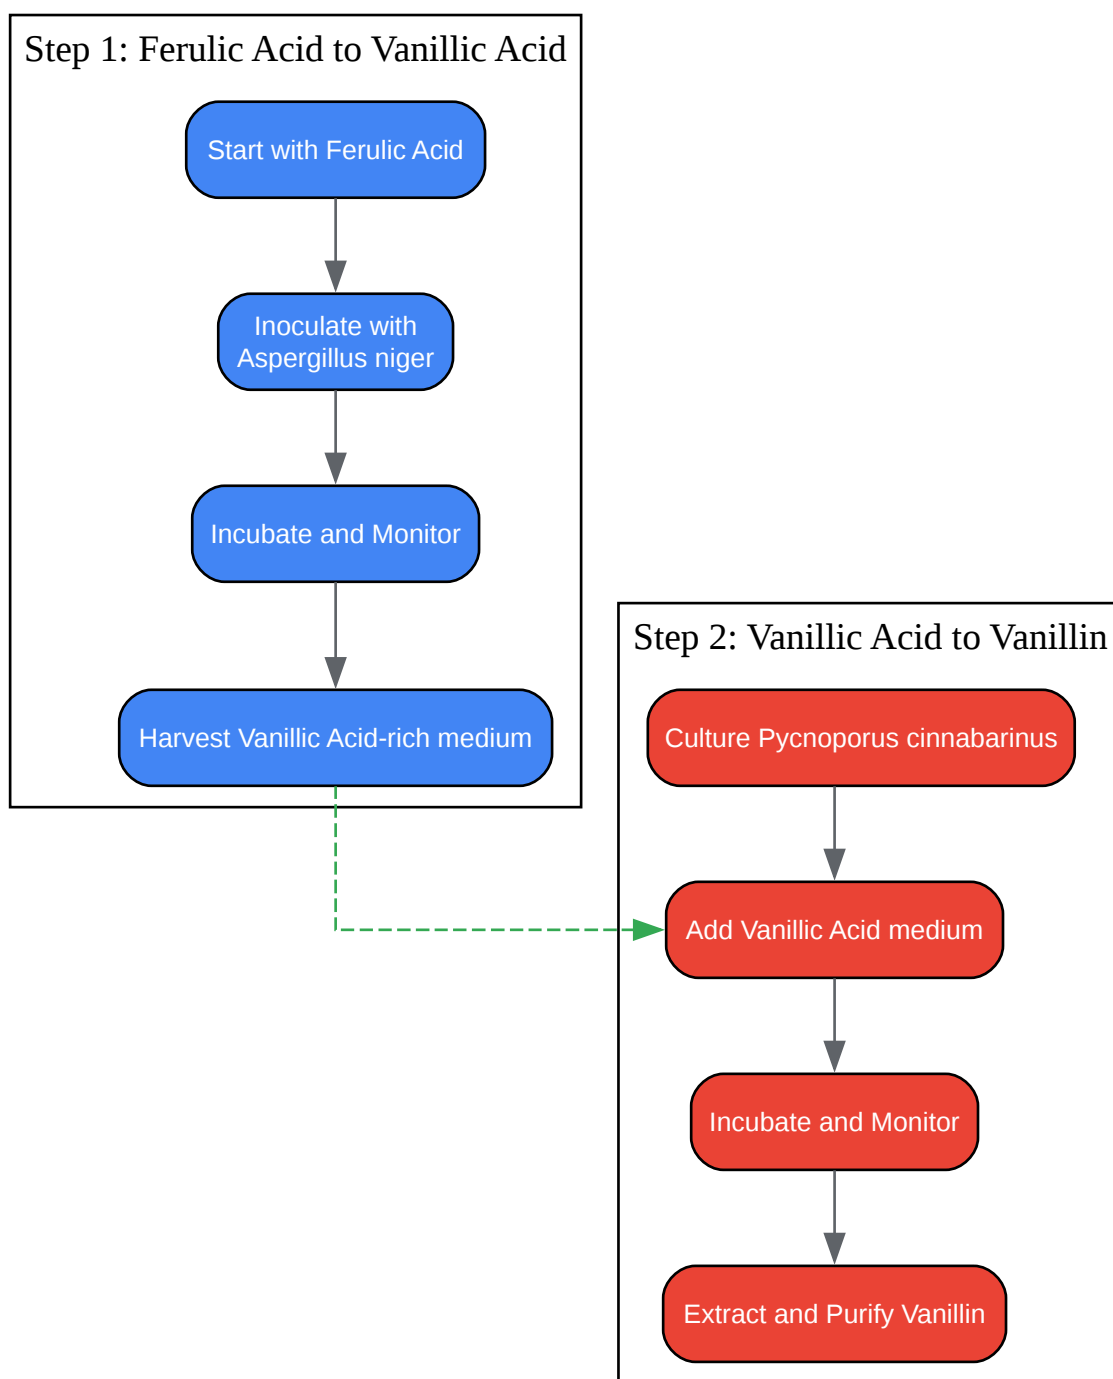 Step 1: Ferulic Acid to Vanillic Acid
Start with Ferulic Acid
Inoculate with
Aspergillus niger
Incubate and Monitor
Harvest Vanillic Acid-rich medium
Step 2: Vanillic Acid to Vanillin
Culture Pycnoporus cinnabarinus
Add Vanillic Acid medium
Incubate and Monitor
Extract and Purify Vanillin